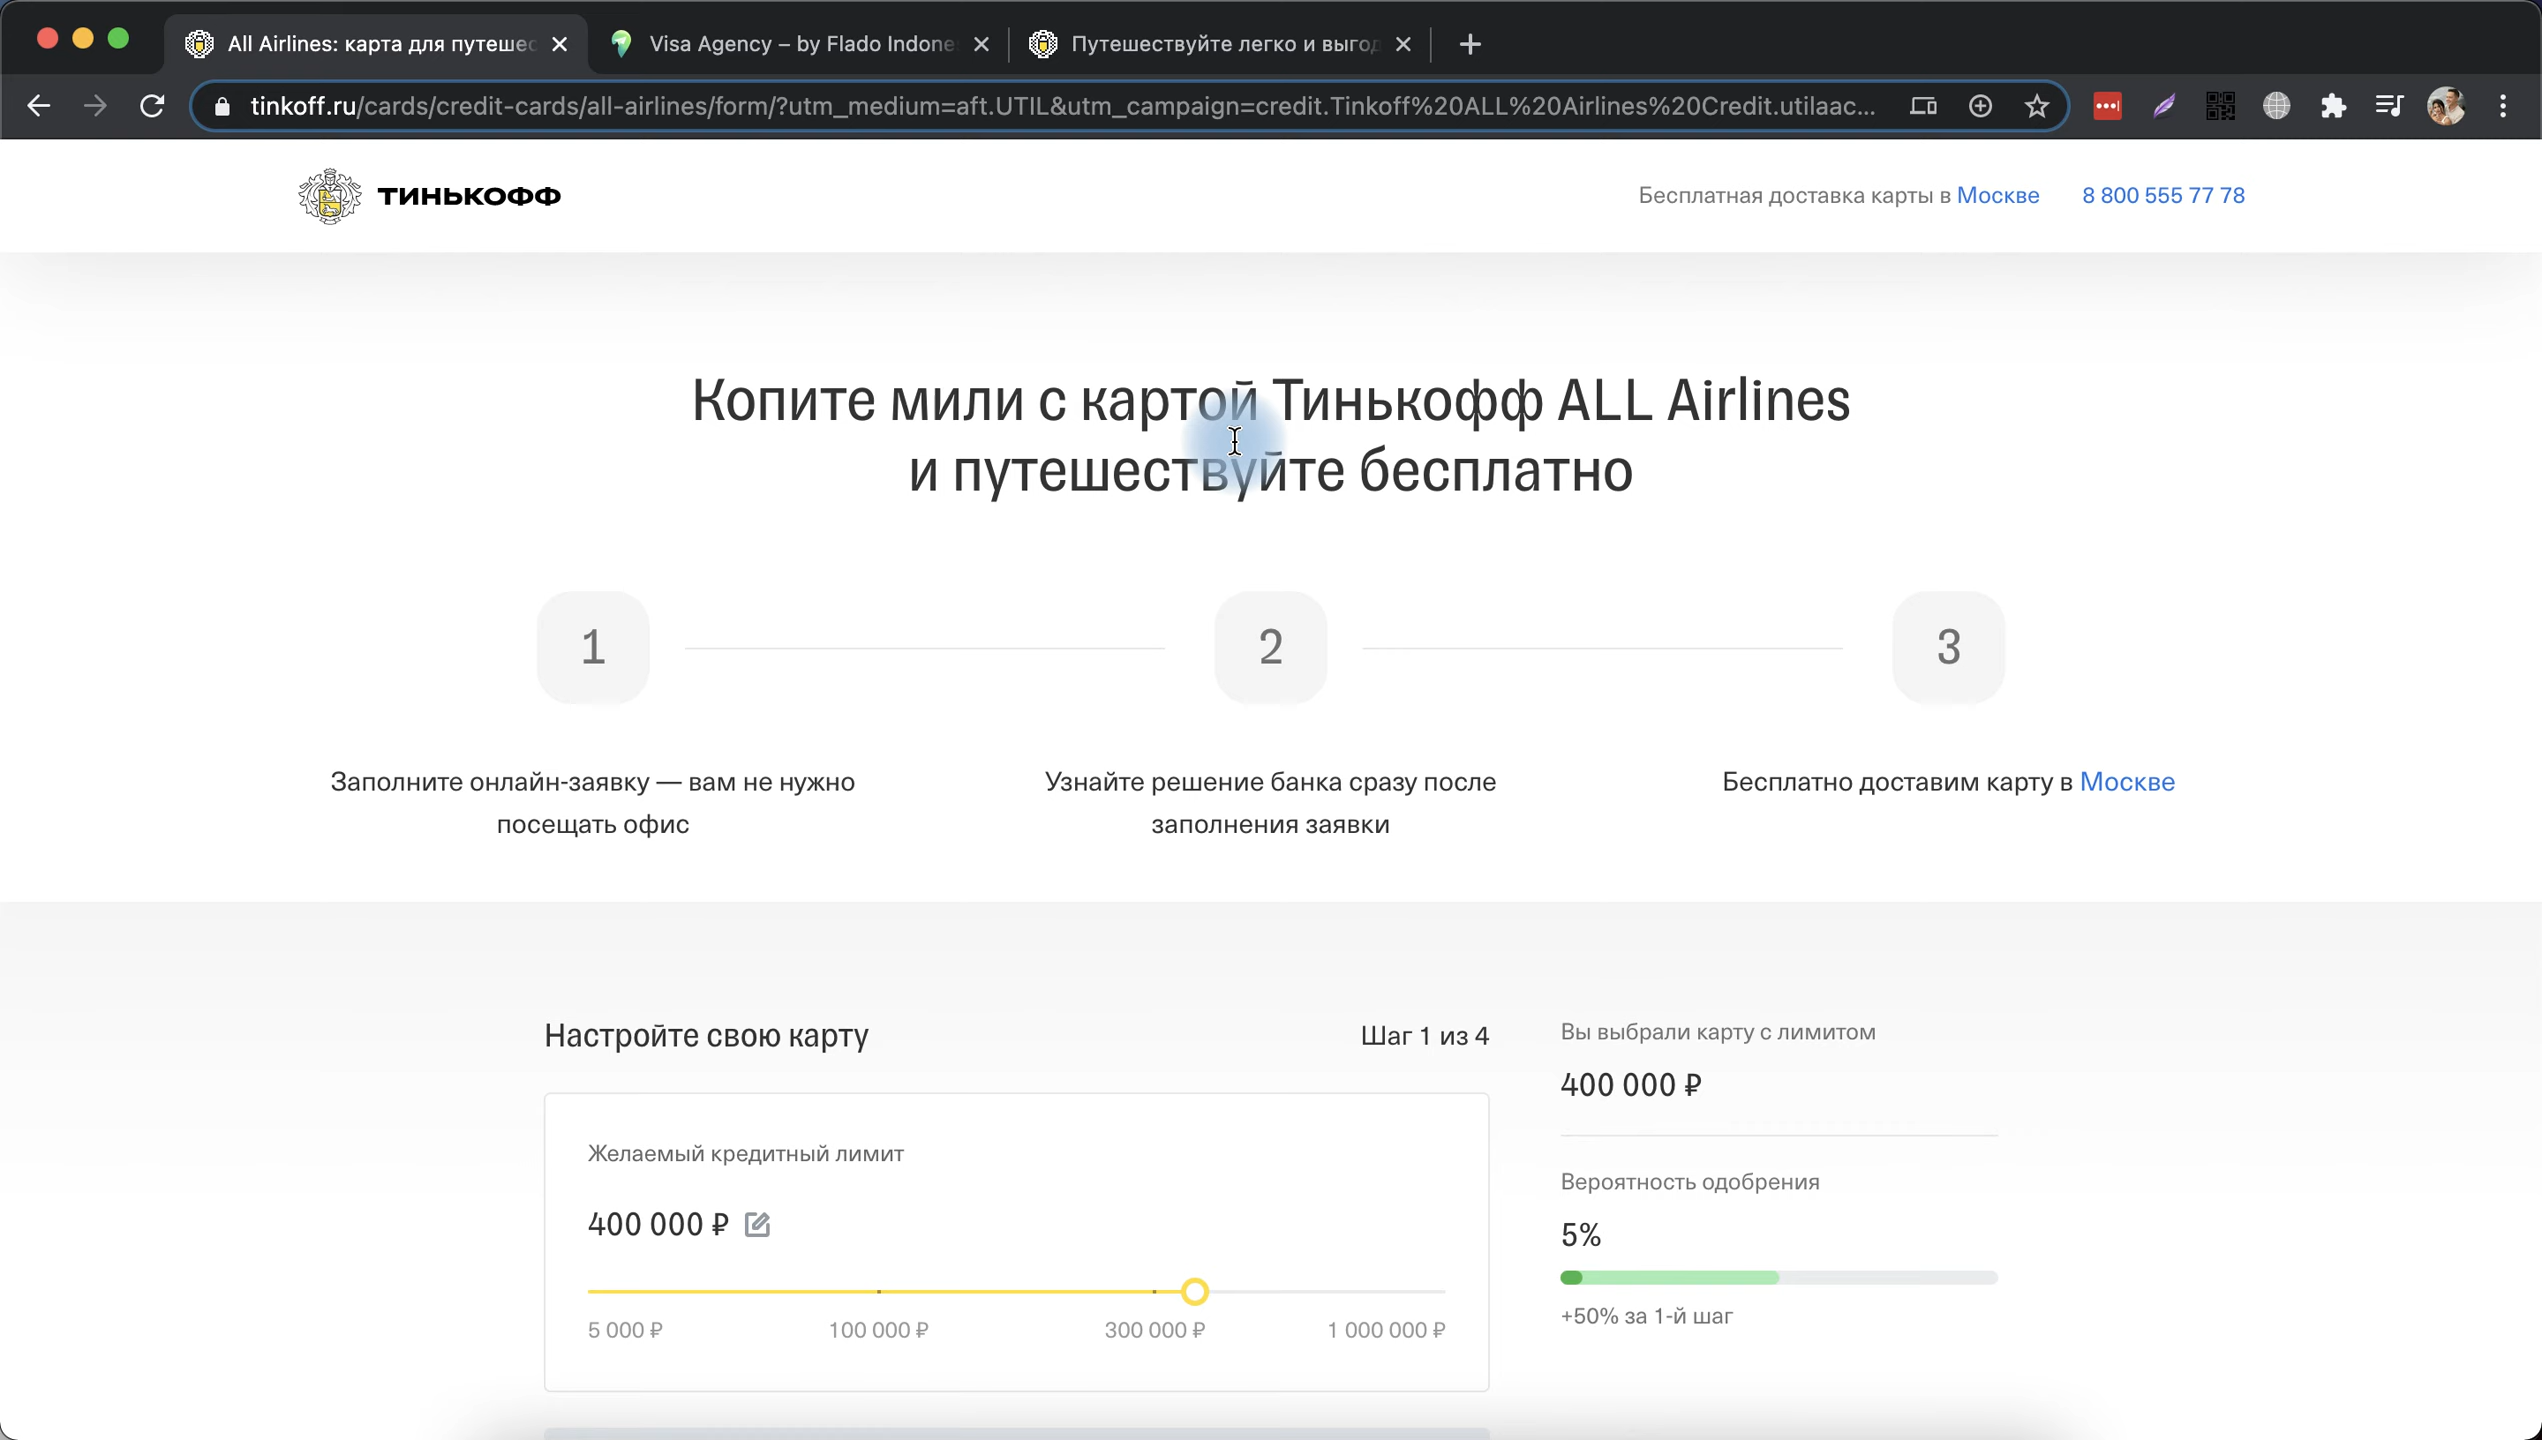 All Airlines: карта для путешес
Visa Agency – by Flado Indone
Путешествуйте легко и выгод
tinkoff.ru/cards/credit-cards/all-airlines/form/?utm_medium=aft.UTIL&utm_campaign=credit.Tinkoff%20ALL%20Airlines%20Credit.utilaac...
ТИНЬКОФФ
Бесплатная доставка карты в Москве
8 800 555 77 78
Копите мили с картой Тинькофф ALL Airlines
и путешествуйте бесплатно
1
2
3
Заполните онлайн-заявку — вам не нужно
посещать офис
Узнайте решение банка сразу после
заполнения заявки
Бесплатно доставим карту в Москве
Настройте свою карту
Шаг 1 из 4
Желаемый кредитный лимит
400 000 ₽
5 000 ₽
100 000 ₽
300 000 ₽
1 000 000 ₽
Вы выбрали карту с лимитом
400 000 ₽
Вероятность одобрения
5%
+50% за 1-й шаг